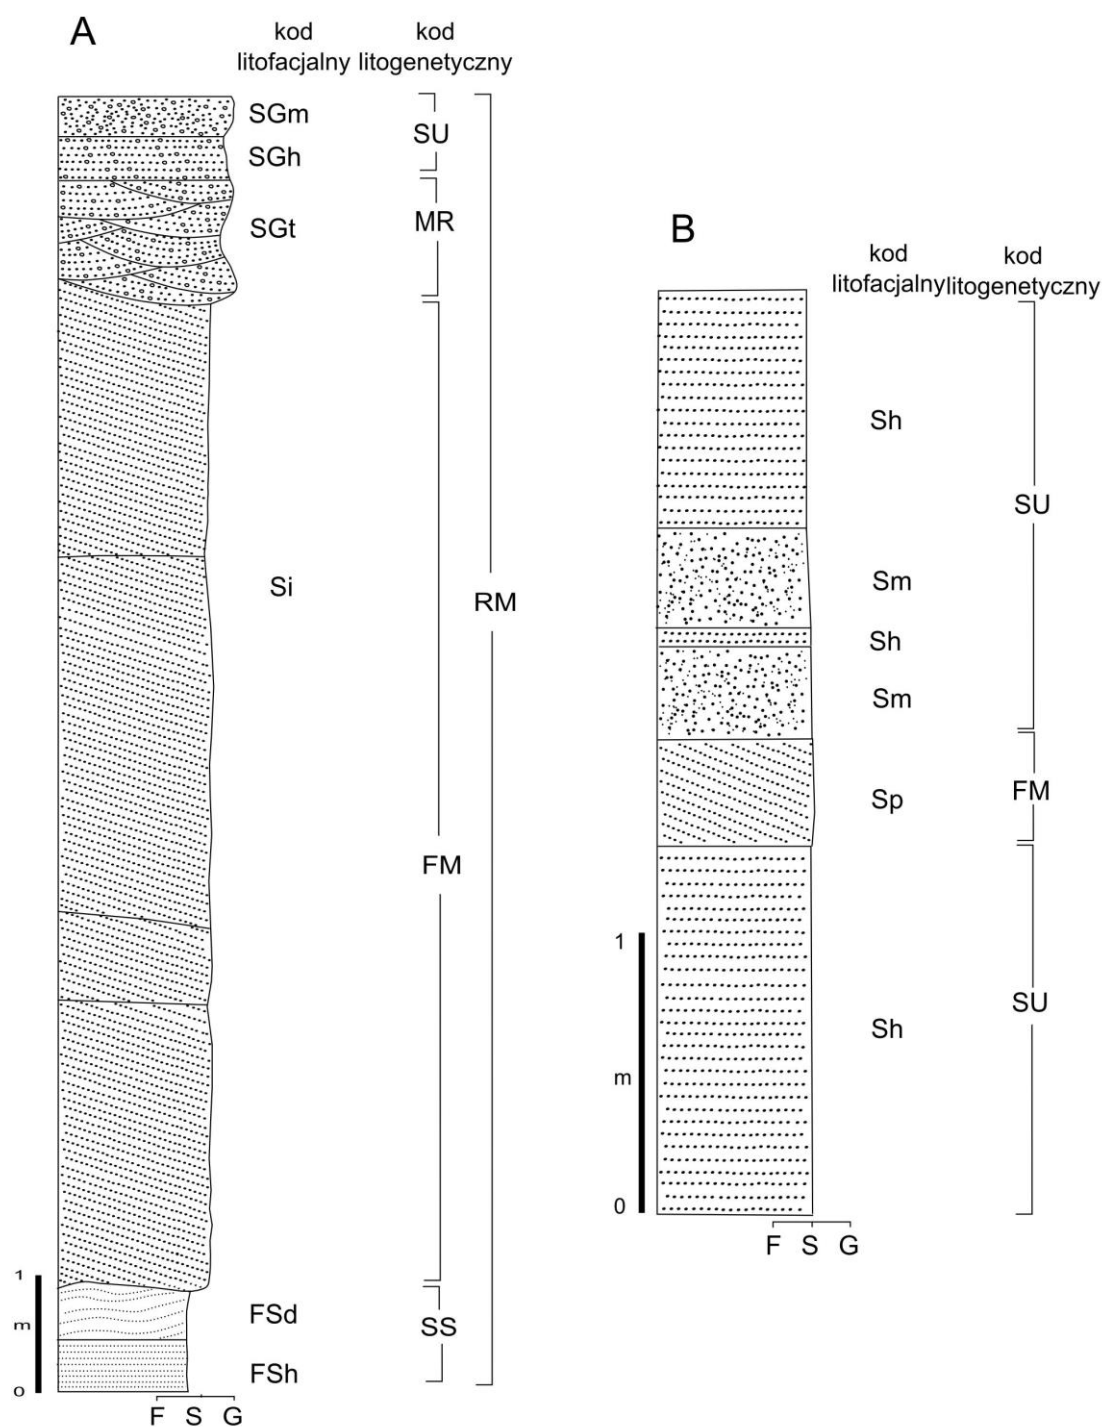 A
kod
litofacjalny
kod
litogenetyczny
SGm
SU
SGh
MR
SGt
Si
RM
FM
FSd
SS
FSh
1
m
0
F S G
B
kod
litofacjalny
kod
litogenetyczny
Sh
SU
Sm
Sh
Sm
Sp
FM
1
m
0
Sh
SU
F S G